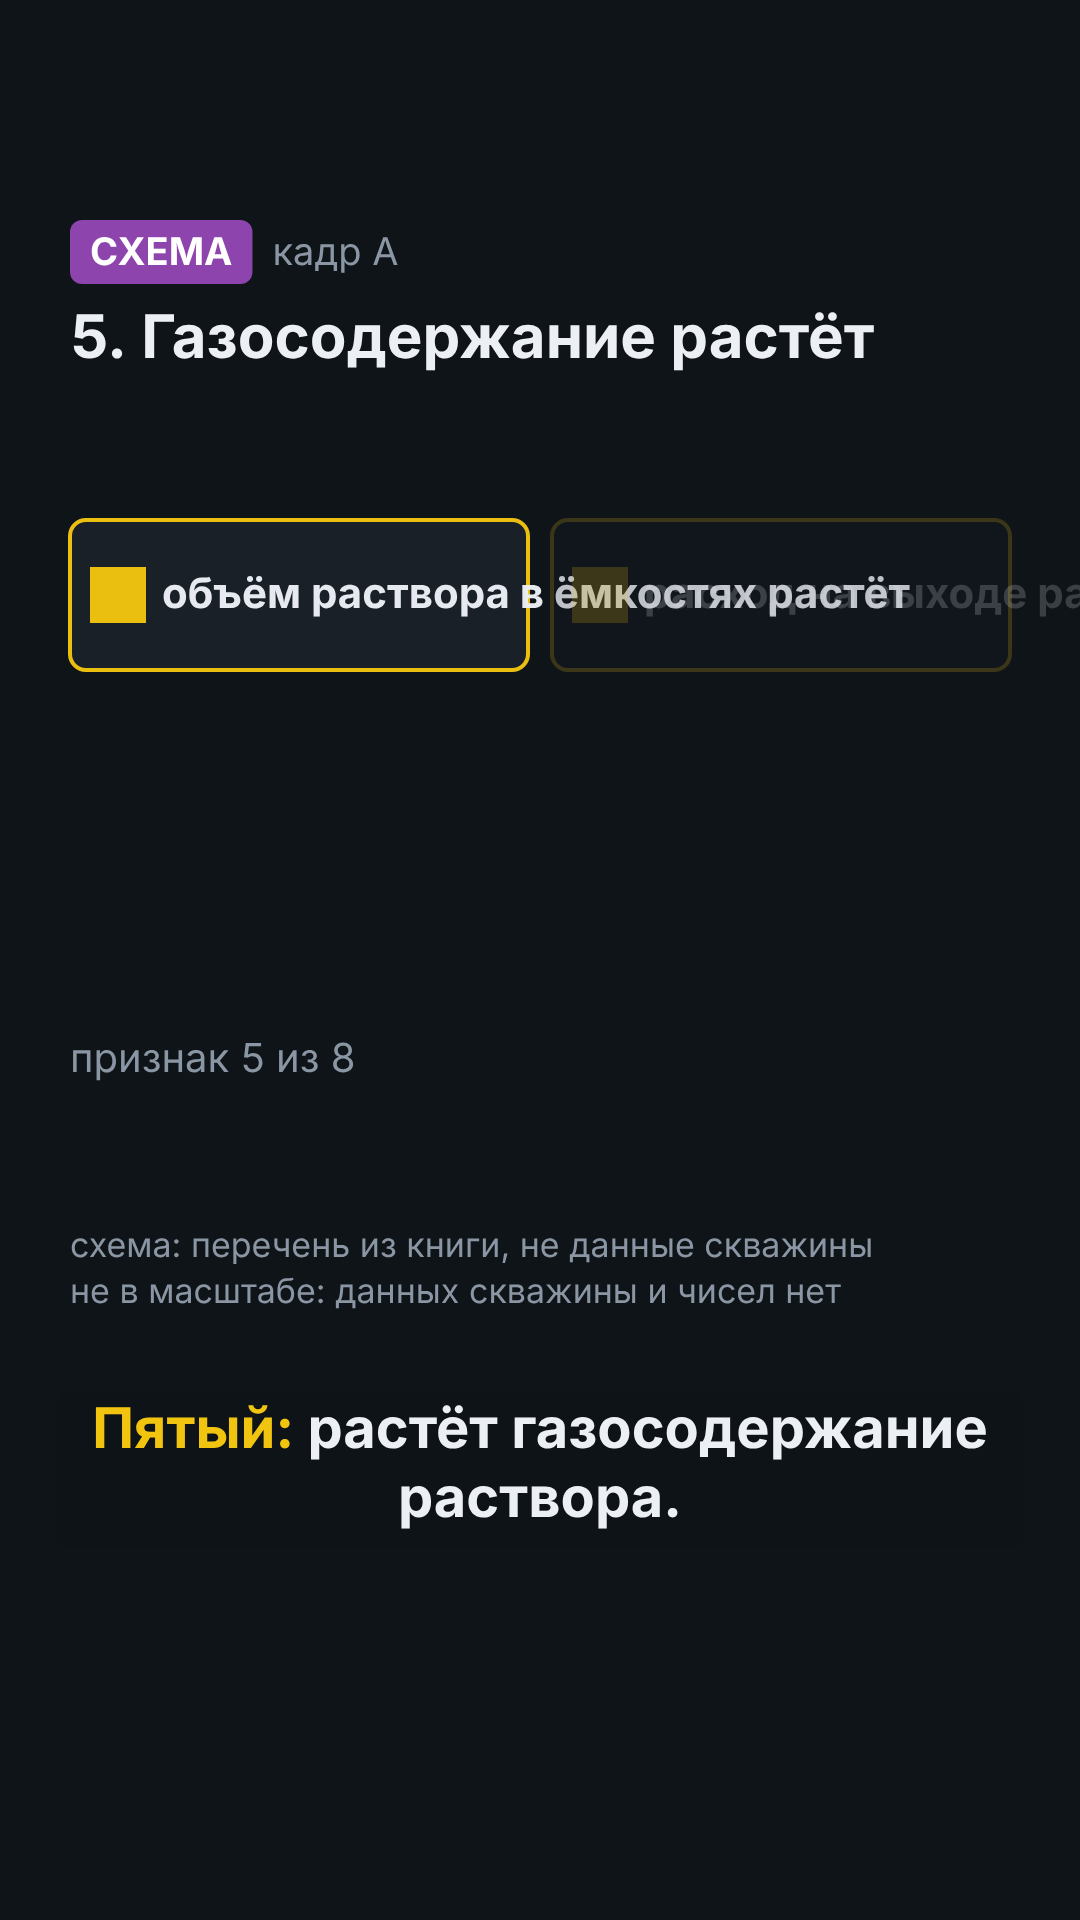 СХЕМА кадр А
5. Газосодержание растёт
объём раствора в ёмкостях растёт
признак 5 из 8
схема: перечень из книги, не данные скважины
не в масштабе: данных скважины и чисел нет
Пятый: растёт газосодержание
раствора.